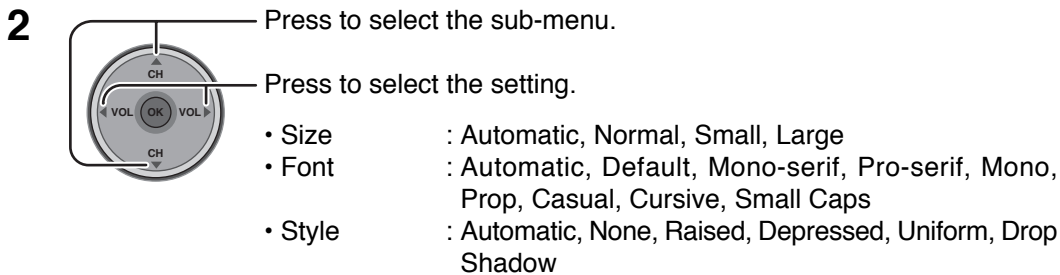 2
Press to select the sub-menu.
CH
Press to select the setting.
VOL OK VOL
CH
• Size : Automatic, Normal, Small, Large
• Font : Automatic, Default, Mono-serif, Pro-serif, Mono,
Prop, Casual, Cursive, Small Caps
• Style : Automatic, None, Raised, Depressed, Uniform, Drop
Shadow